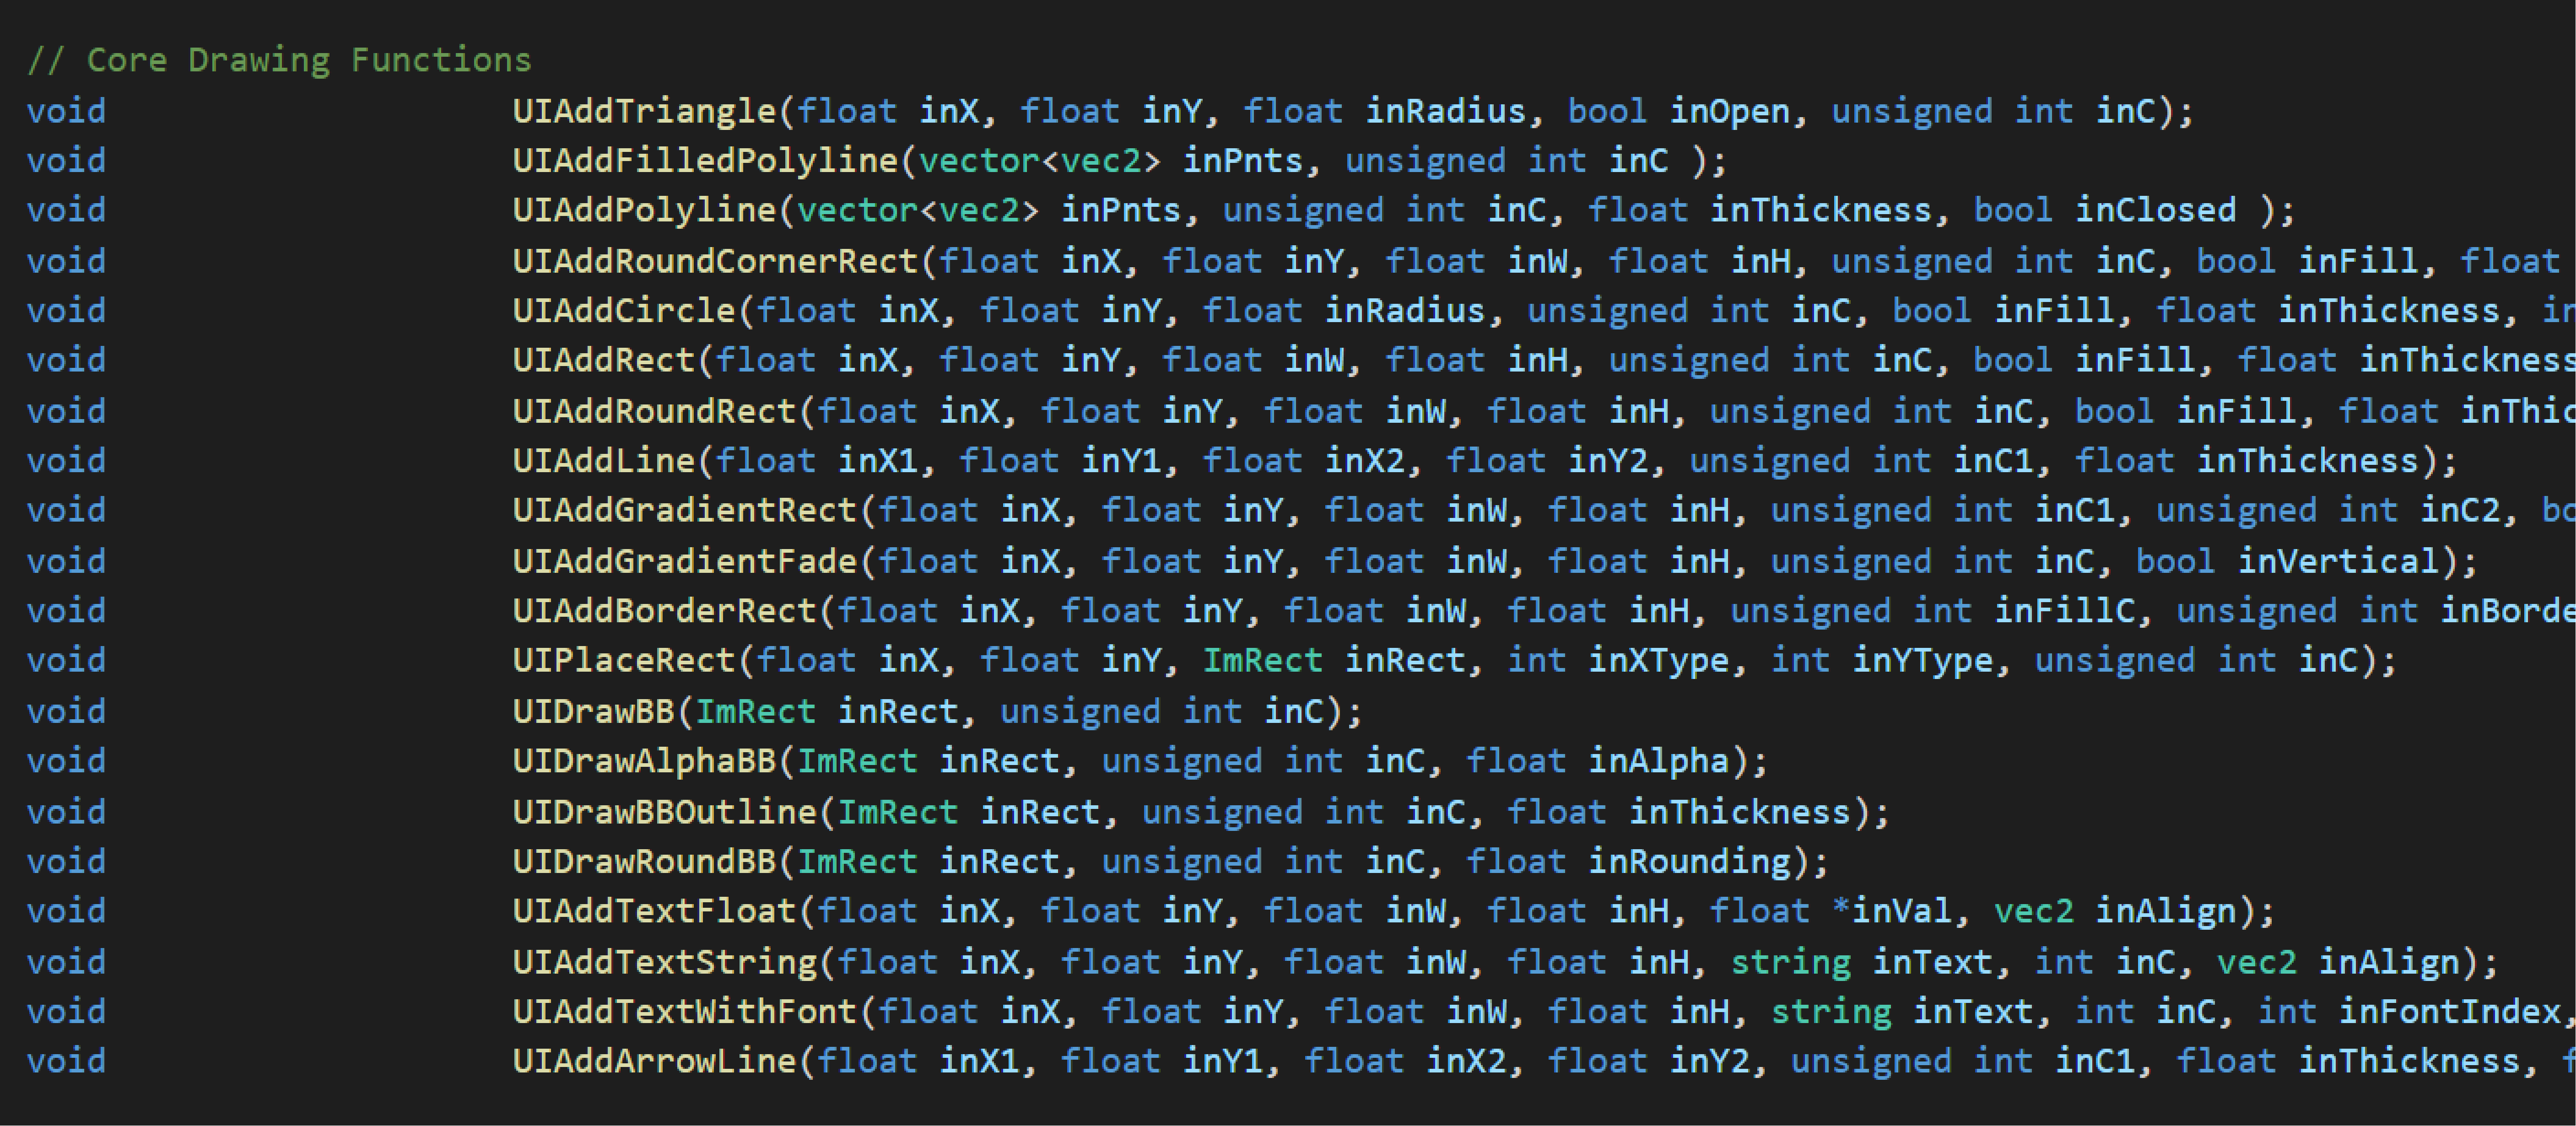 // Core Drawing Functions
void UIAddTriangle(float inX, float inY, float inRadius, bool inOpen, unsigned int inC);
void UIAddFilledPolyline(vector<vec2> inPnts, unsigned int inC );
void UIAddPolyline(vector<vec2> inPnts, unsigned int inC, float inThickness, bool inClosed );
void UIAddRoundCornerRect(float inX, float inY, float inW, float inH, unsigned int inC, bool inFill, float
void UIAddCircle(float inX, float inY, float inRadius, unsigned int inC, bool inFill, float inThickness,
void UIAddRect(float inX, float inY, float inW, float inH, unsigned int inC, bool inFill, float inThickness
void UIAddRoundRect(float inX, float inY, float inW, float inH, unsigned int inC, bool inFill, float
void UIAddLine(float inX1, float inY1, float inX2, float inY2, unsigned int inC1, float inThickness);
void UIAddGradientRect(float inX, float inY, float inW, float inH, unsigned int inC1, unsigned int inC2,
void UIAddGradientFade(float inX, float inY, float inW, float inH, unsigned int inC, bool inVertical);
void UIAddBorderRect(float inX, float inY, float inW, float inH, unsigned int inFillC, unsigned int
void UIPlaceRect(float inX, float inY, ImRect inRect, int inXType, int inYType, unsigned int inC);
void UIDrawBB(ImRect inRect, unsigned int inC);
void UIDrawAlphaBB(ImRect inRect, unsigned int inC, float inAlpha);
void UIDrawBBOutline(ImRect inRect, unsigned int inC, float inThickness);
void UIDrawRoundBB(ImRect inRect, unsigned int inC, float inRounding);
void UIAddTextFloat(float inX, float inY, float inW, float inH, float *inVal, vec2 inAlign);
void UIAddTextString(float inX, float inY, float inW, float inH, string inText, int inC, vec2 inAlign);
void UIAddTextWithFont(float inX, float inY, float inW, float inH, string inText, int inC, int inFontIndex,
void UIAddArrowLine(float inX1, float inY1, float inX2, float inY2, unsigned int inC1, float inThickness,